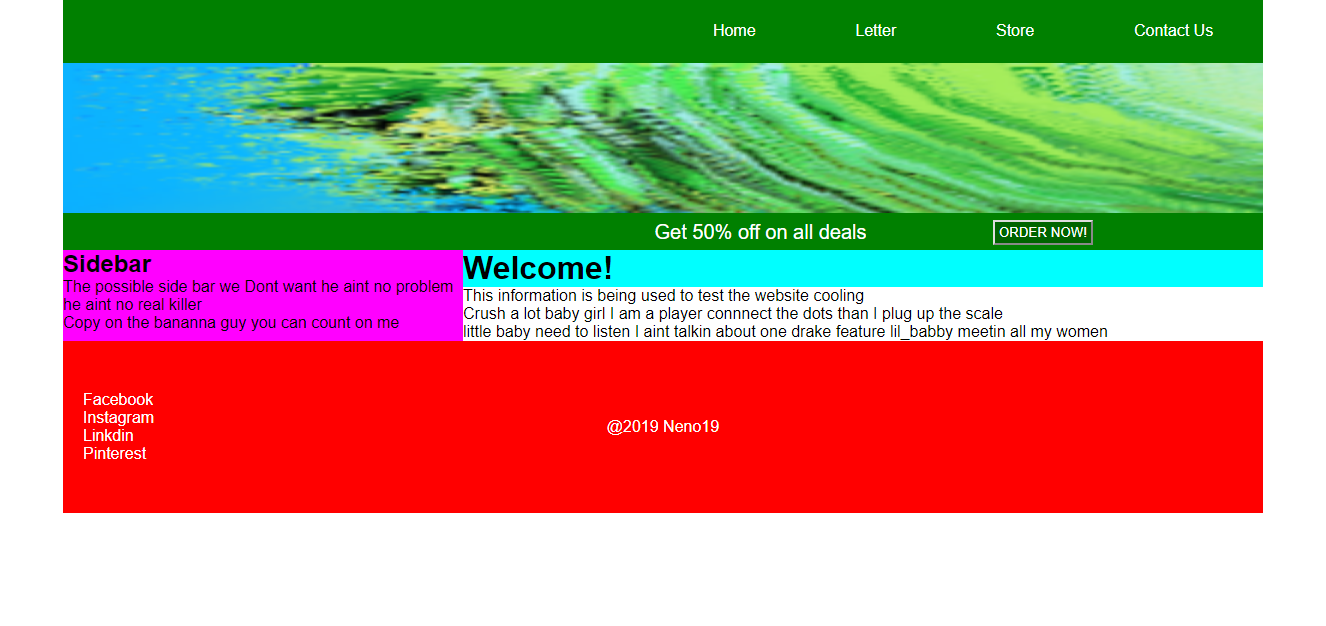 Home Letter Store Contact Us
Get 50% off on all deals ORDER NOW!
Sidebar
The possible side bar we Dont want he aint no problem
he aint no real killer
Copy on the bananna guy you can count on me
Welcome!
This information is being used to test the website cooling
Crush a lot baby girl I am a player connnect the dots than I plug up the scale
little baby need to listen I aint talkin about one drake feature lil_babby meetin all my women
Facebook
Instagram
Linkdin
Pinterest
@2019 Neno19